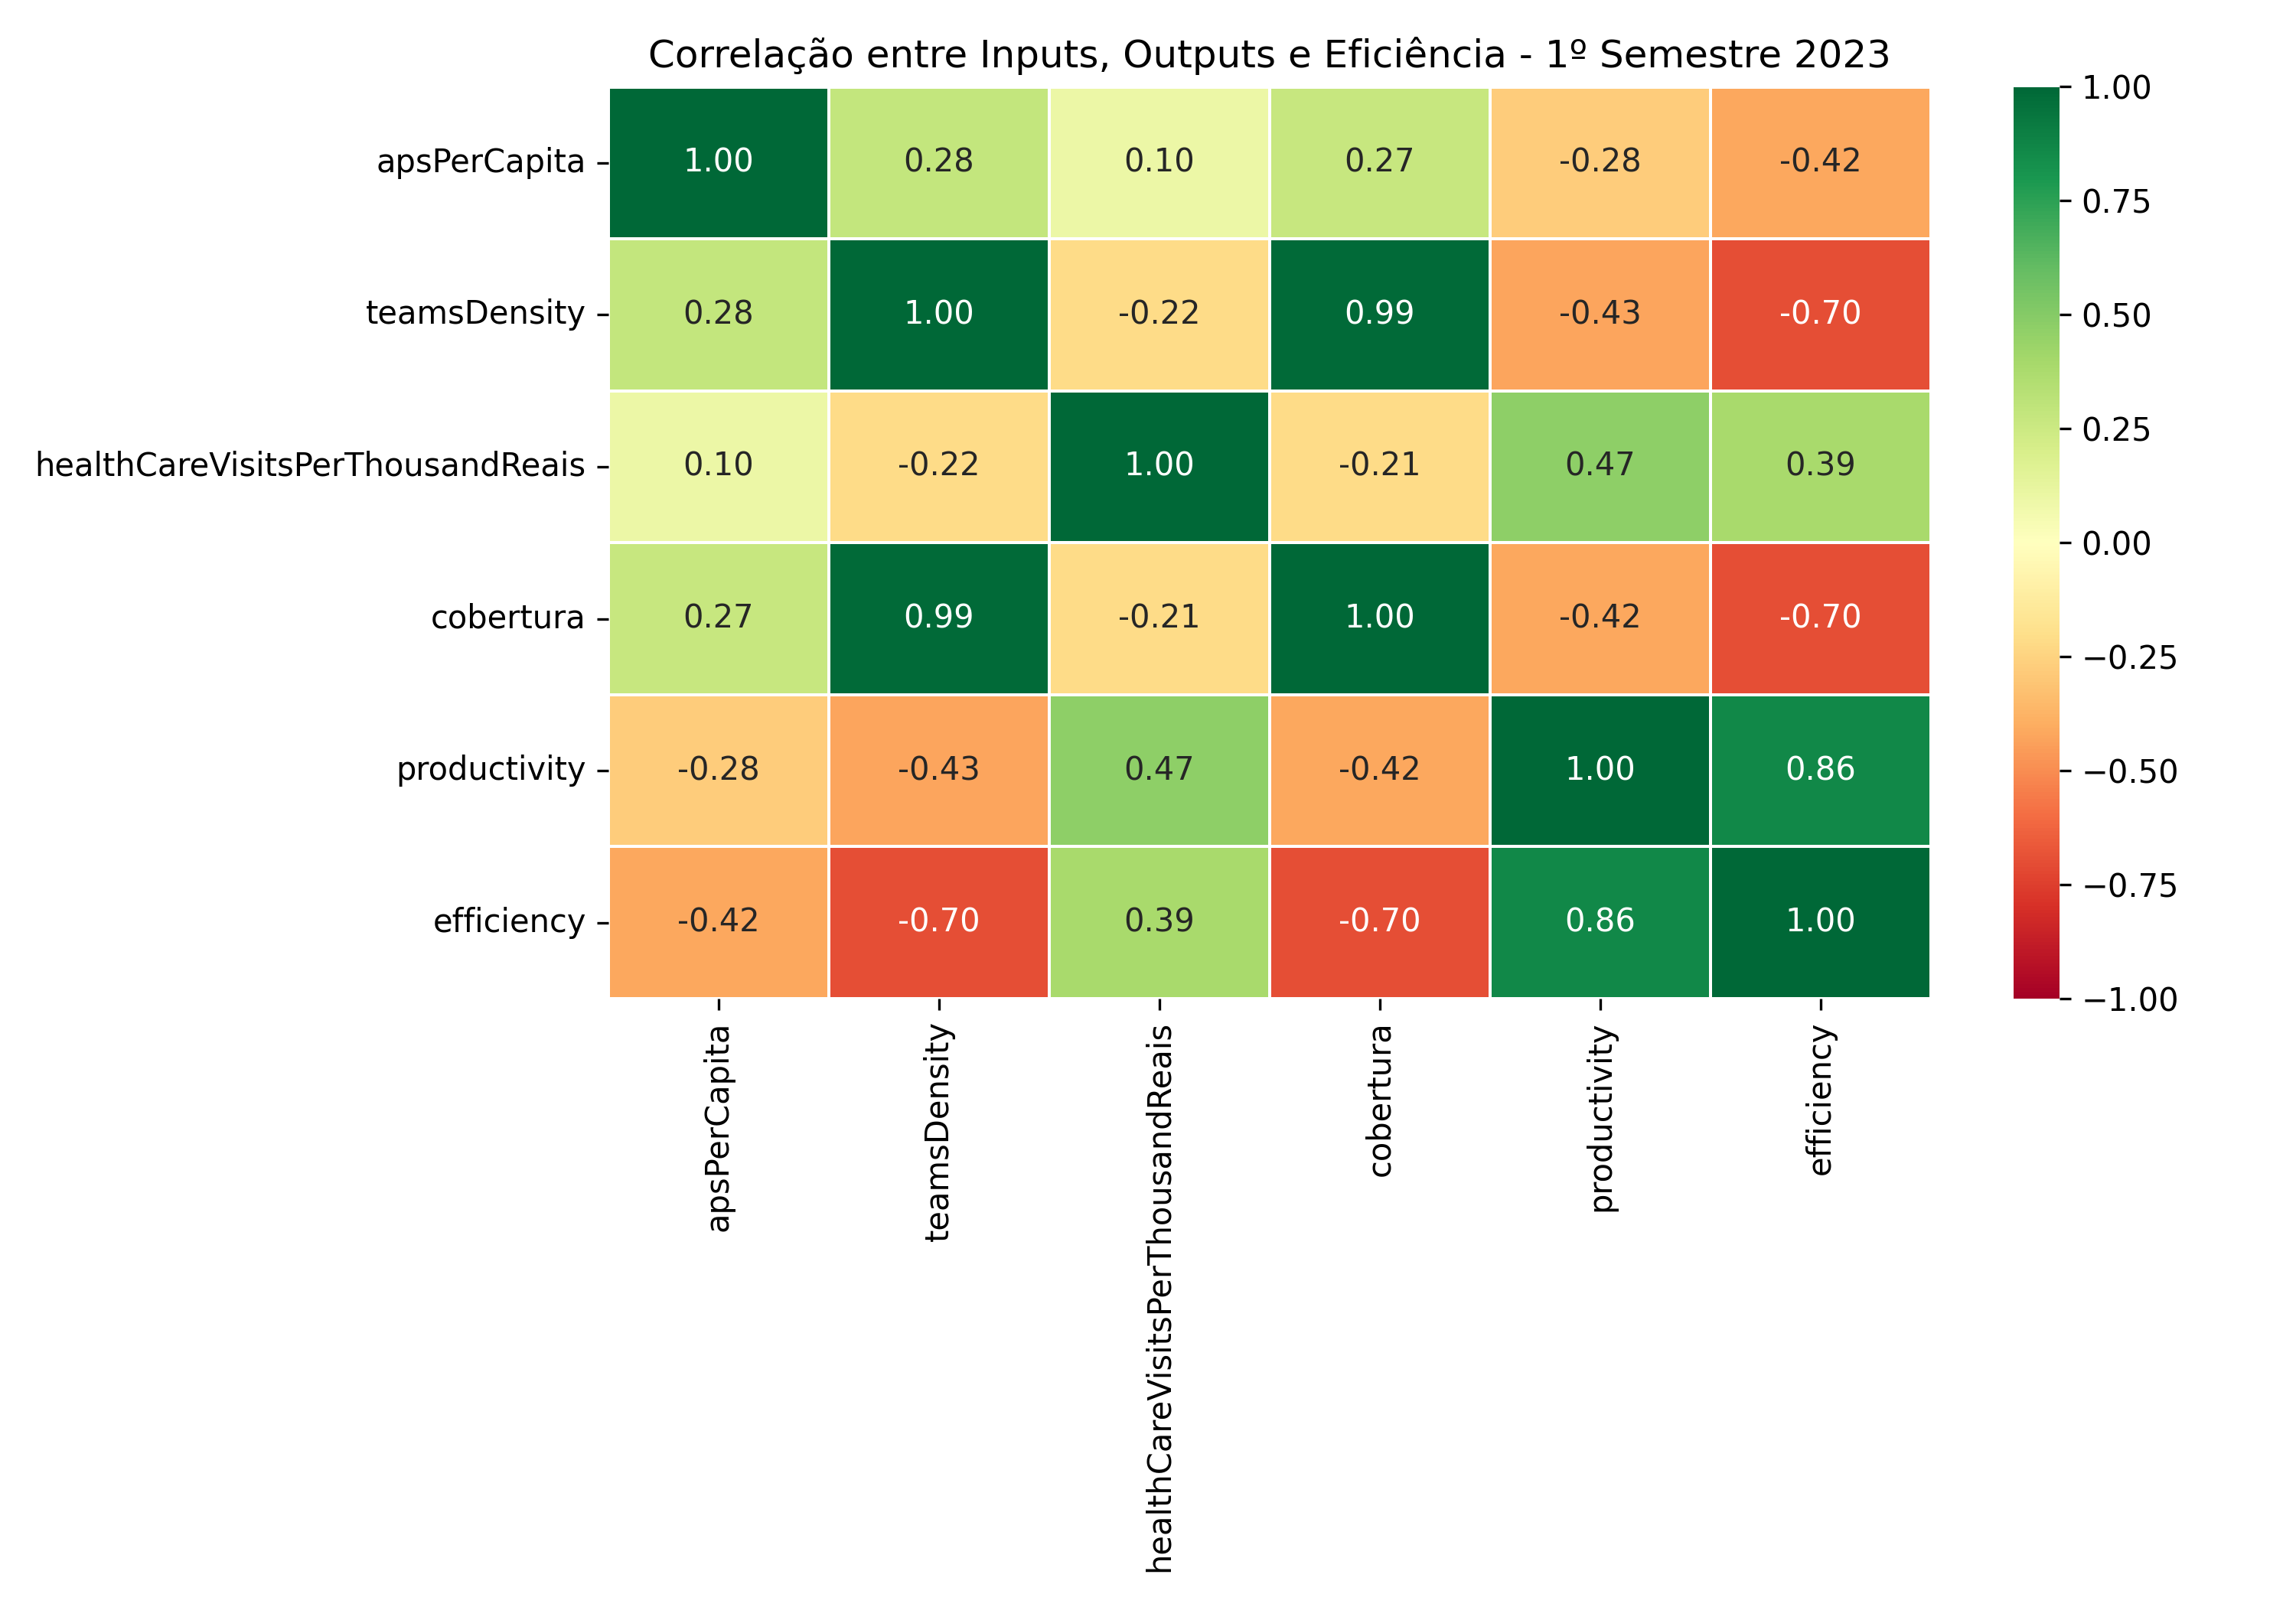 Correlação entre Inputs, Outputs e Eficiência - 1º Semestre 2023
apsPerCapita 1.00 0.28 0.10 0.27 -0.28 -0.42
teamsDensity 0.28 1.00 -0.22 0.99 -0.43 -0.70
healthCareVisitsPerThousandReais 0.10 -0.22 1.00 -0.21 0.47 0.39
cobertura 0.27 0.99 -0.21 1.00 -0.42 -0.70
productivity -0.28 -0.43 0.47 -0.42 1.00 0.86
efficiency -0.42 -0.70 0.39 -0.70 0.86 1.00
apsPerCapita
teamsDensity
healthCareVisitsPerThousandReais
cobertura
productivity
efficiency
1.00
0.75
0.50
0.25
0.00
−0.25
−0.50
−0.75
−1.00